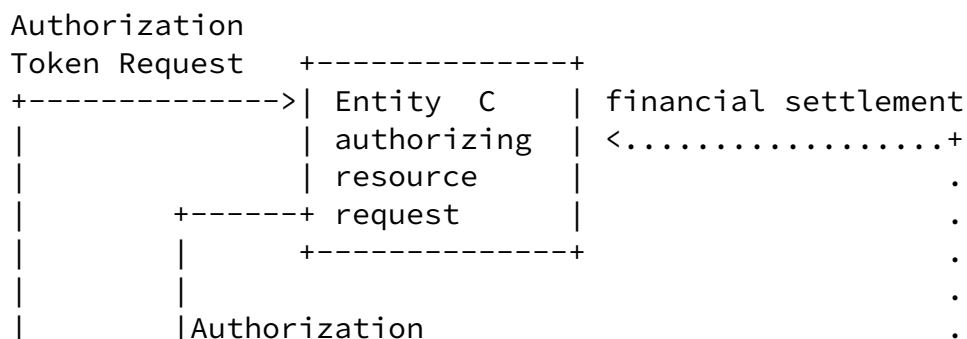 Authorization
Token Request   +--------------+
+-------------->| Entity  C    | financial settlement
|               | authorizing  | <..................+
|               | resource     |                    .
|        +------+ request      |                    .
|        |      +--------------+                    .
|        |                                          .
|        |Authorization                             .